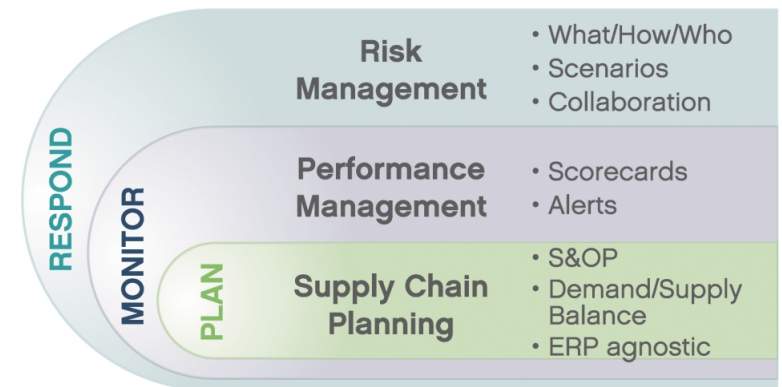 RESPOND
Risk
Management
• What/How/Who
• Scenarios
• Collaboration
MONITOR
Performance
Management
• Scorecards
• Alerts
PLAN
Supply Chain
Planning
• S&OP
• Demand/Supply
Balance
• ERP agnostic